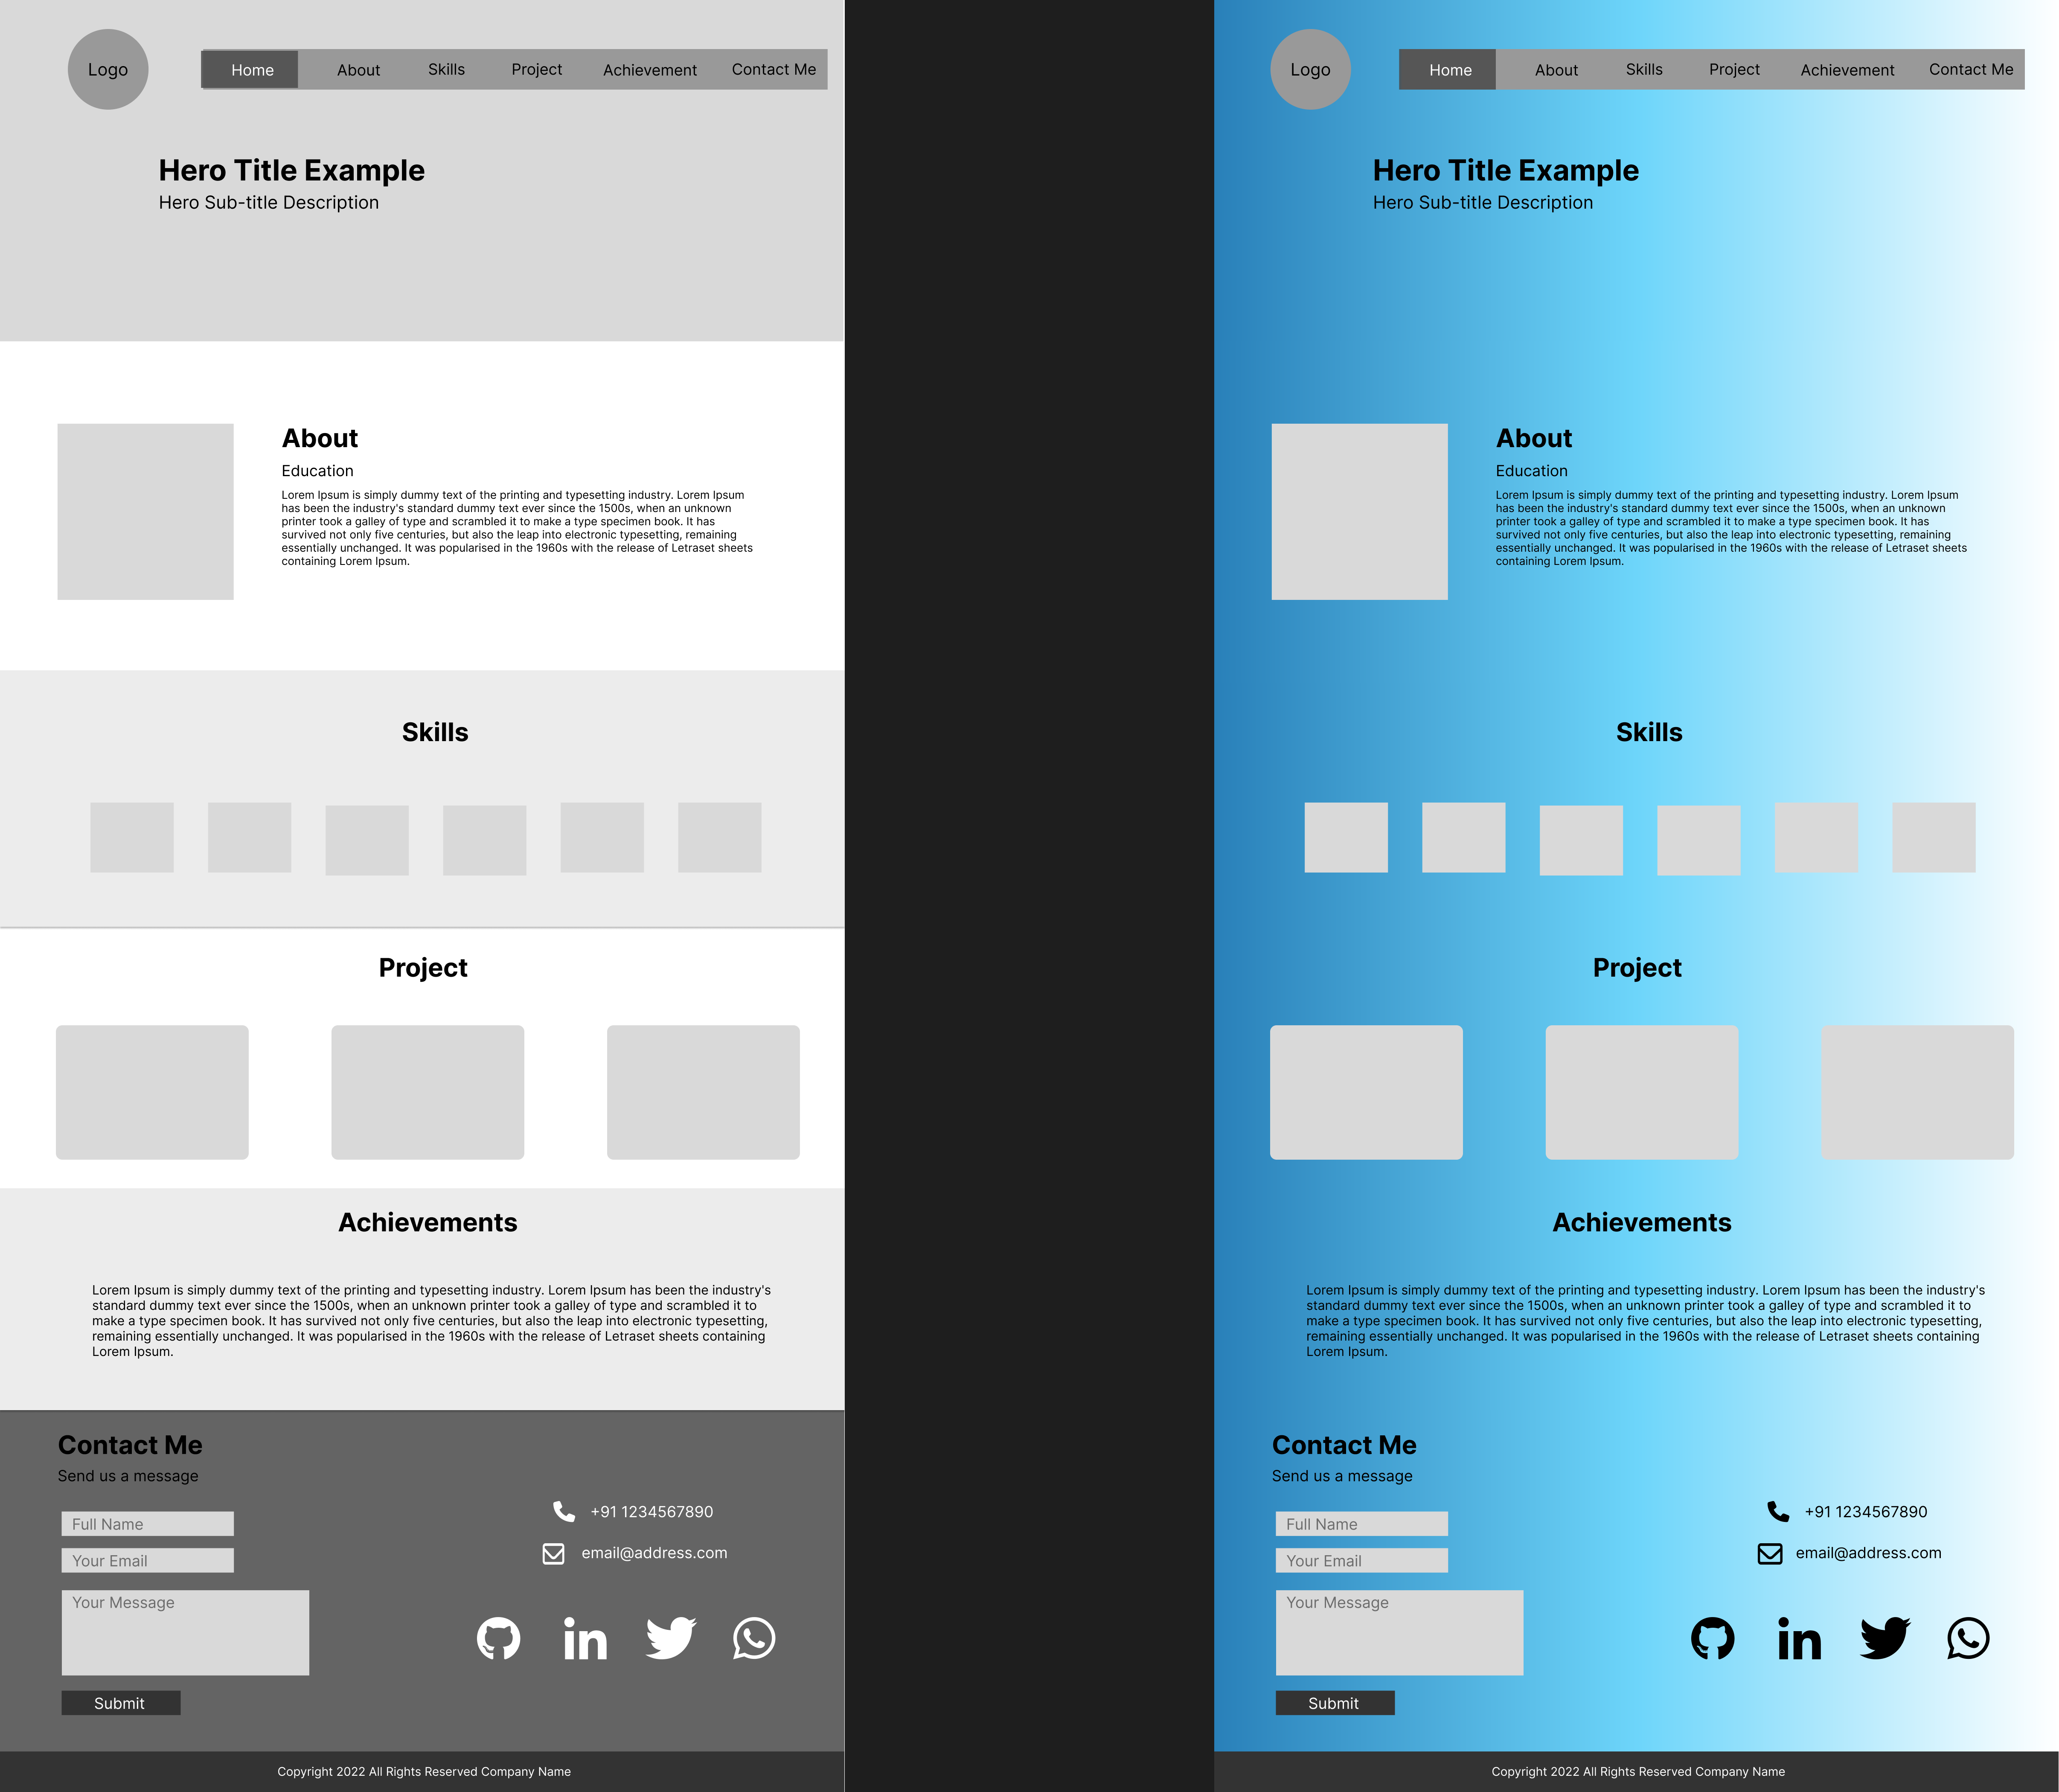 Logo
Home About Skills Project Achievement Contact Me
Hero Title Example
Hero Sub-title Description
About
Education
Lorem Ipsum is simply dummy text of the printing and typesetting industry. Lorem Ipsum
has been the industry's standard dummy text ever since the 1500s, when an unknown
printer took a galley of type and scrambled it to make a type specimen book. It has
survived not only five centuries, but also the leap into electronic typesetting, remaining
essentially unchanged. It was popularised in the 1960s with the release of Letraset sheets
containing Lorem Ipsum.
Skills
Project
Achievements
Lorem Ipsum is simply dummy text of the printing and typesetting industry. Lorem Ipsum has been the industry's
standard dummy text ever since the 1500s, when an unknown printer took a galley of type and scrambled it to
make a type specimen book. It has survived not only five centuries, but also the leap into electronic typesetting,
remaining essentially unchanged. It was popularised in the 1960s with the release of Letraset sheets containing
Lorem Ipsum.
Contact Me
Send us a message
Full Name
Your Email
Your Message
Submit
+91 1234567890
email@address.com
in
Copyright 2022 All Rights Reserved Company Name
Logo
Home About Skills Project Achievement Contact Me
Hero Title Example
Hero Sub-title Description
About
Education
Lorem Ipsum is simply dummy text of the printing and typesetting industry. Lorem Ipsum
has been the industry's standard dummy text ever since the 1500s, when an unknown
printer took a galley of type and scrambled it to make a type specimen book. It has
survived not only five centuries, but also the leap into electronic typesetting, remaining
essentially unchanged. It was popularised in the 1960s with the release of Letraset sheets
containing Lorem Ipsum.
Skills
Project
Achievements
Lorem Ipsum is simply dummy text of the printing and typesetting industry. Lorem Ipsum has been the industry's
standard dummy text ever since the 1500s, when an unknown printer took a galley of type and scrambled it to
make a type specimen book. It has survived not only five centuries, but also the leap into electronic typesetting,
remaining essentially unchanged. It was popularised in the 1960s with the release of Letraset sheets containing
Lorem Ipsum.
Contact Me
Send us a message
Full Name
Your Email
Your Message
Submit
+91 1234567890
email@address.com
in
Copyright 2022 All Rights Reserved Company Name